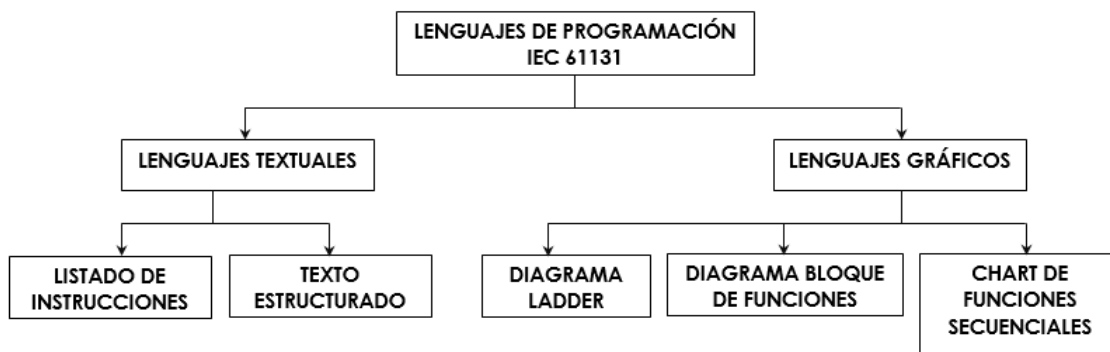 LENGUAJES DE PROGRAMACIÓN
IEC 61131
LENGUAJES TEXTUALES
LENGUAJES GRÁFICOS
LISTADO DE
INSTRUCCIONES
TEXTO
ESTRUCTURADO
DIAGRAMA
LADDER
DIAGRAMA BLOQUE
DE FUNCIONES
CHART DE
FUNCIONES
SECUENCIALES